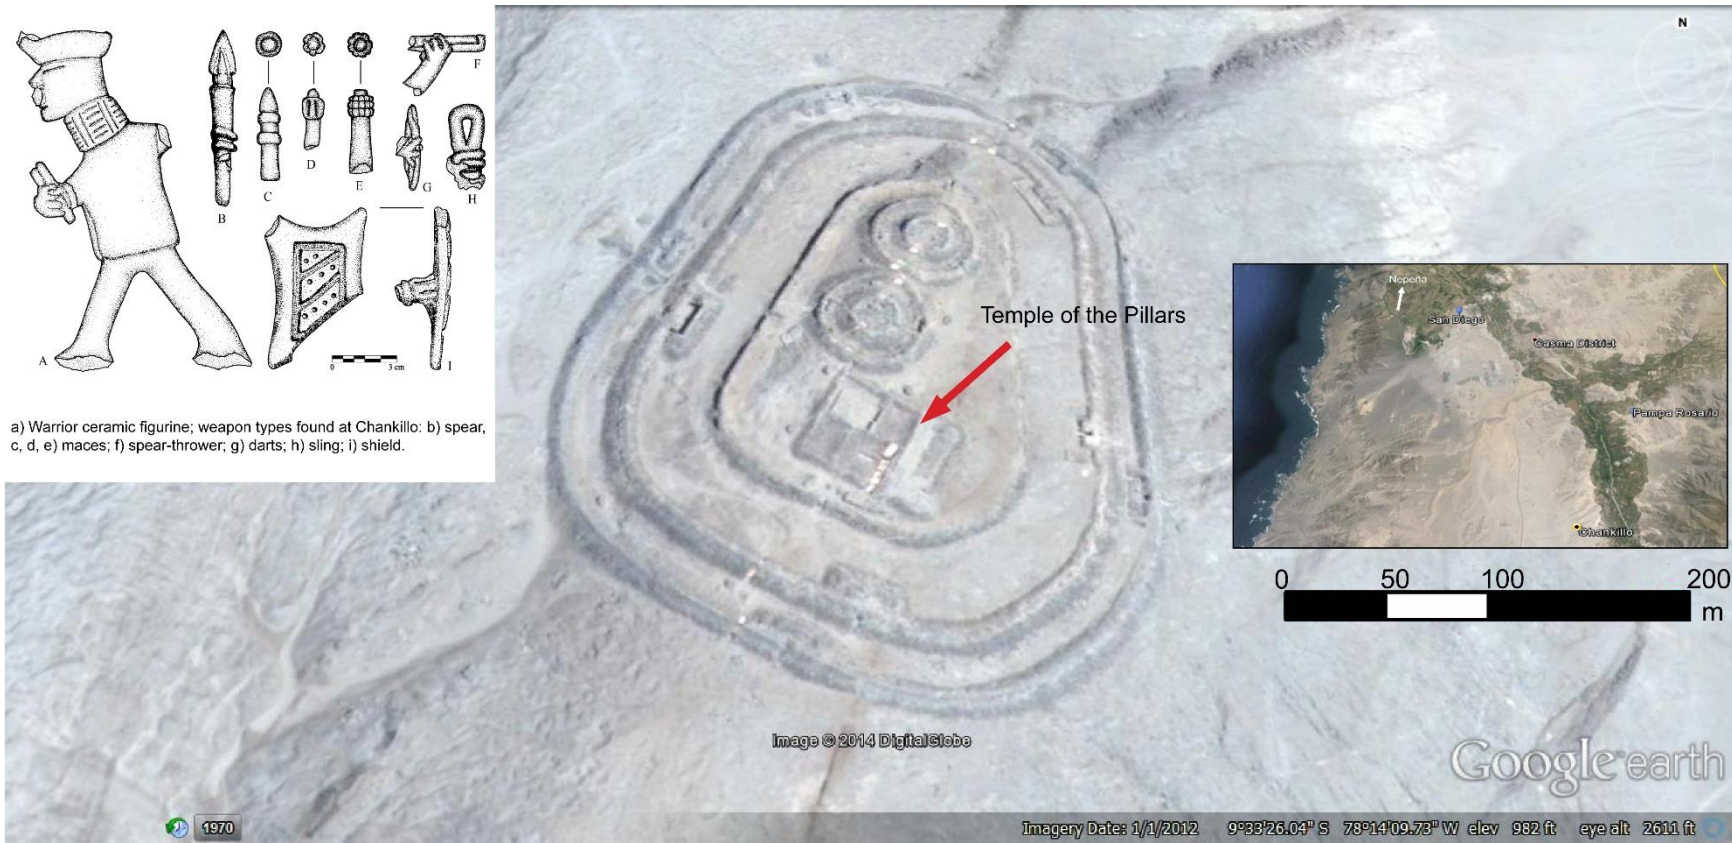 A
B
C
D
E
F
G
H
I
0
3 cm
a) Warrior ceramic figurine; weapon types found at Chankillo: b) spear,
c, d, e) maces; f) spear-thrower; g) darts; h) sling; i) shield.
N
Temple of the Pillars
Nepeña
San Diego
Casma District
Pampa Rosario
Chankillo
0 50 100 200
m
Image © 2014 DigitalGlobe
Google earth
1970
Imagery Date: 1/1/2012 9°33'26.04" S 78°14'09.73" W elev 982 ft eye alt 2611 ft